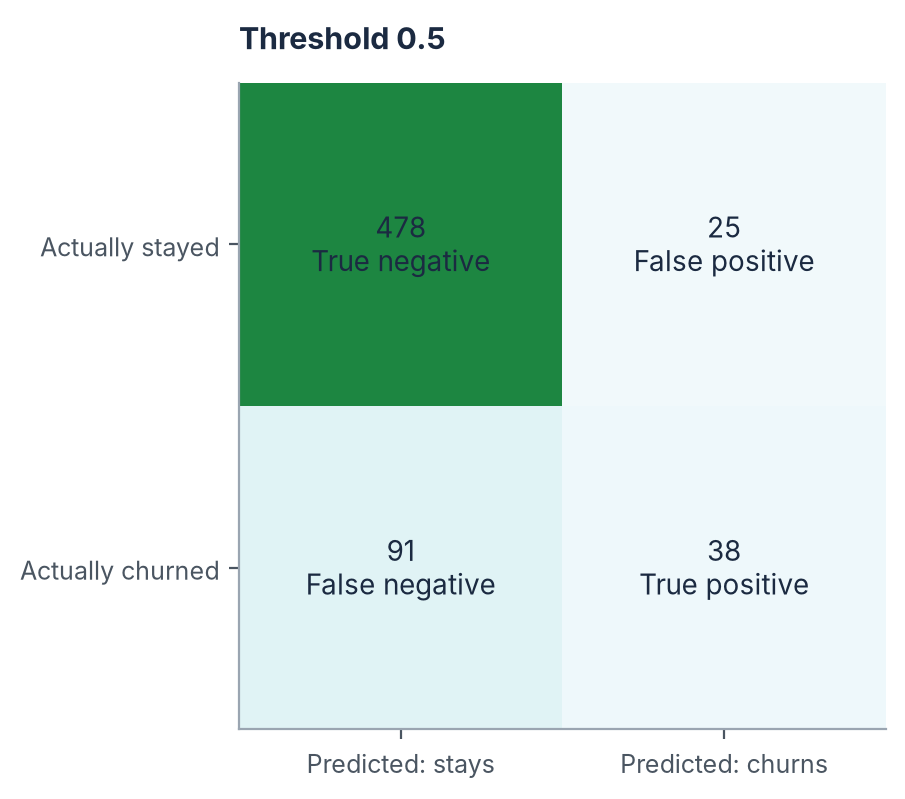 Threshold 0.5
Actually stayed
478
True negative
25
False positive
Actually churned
91
False negative
38
True positive
Predicted: stays
Predicted: churns